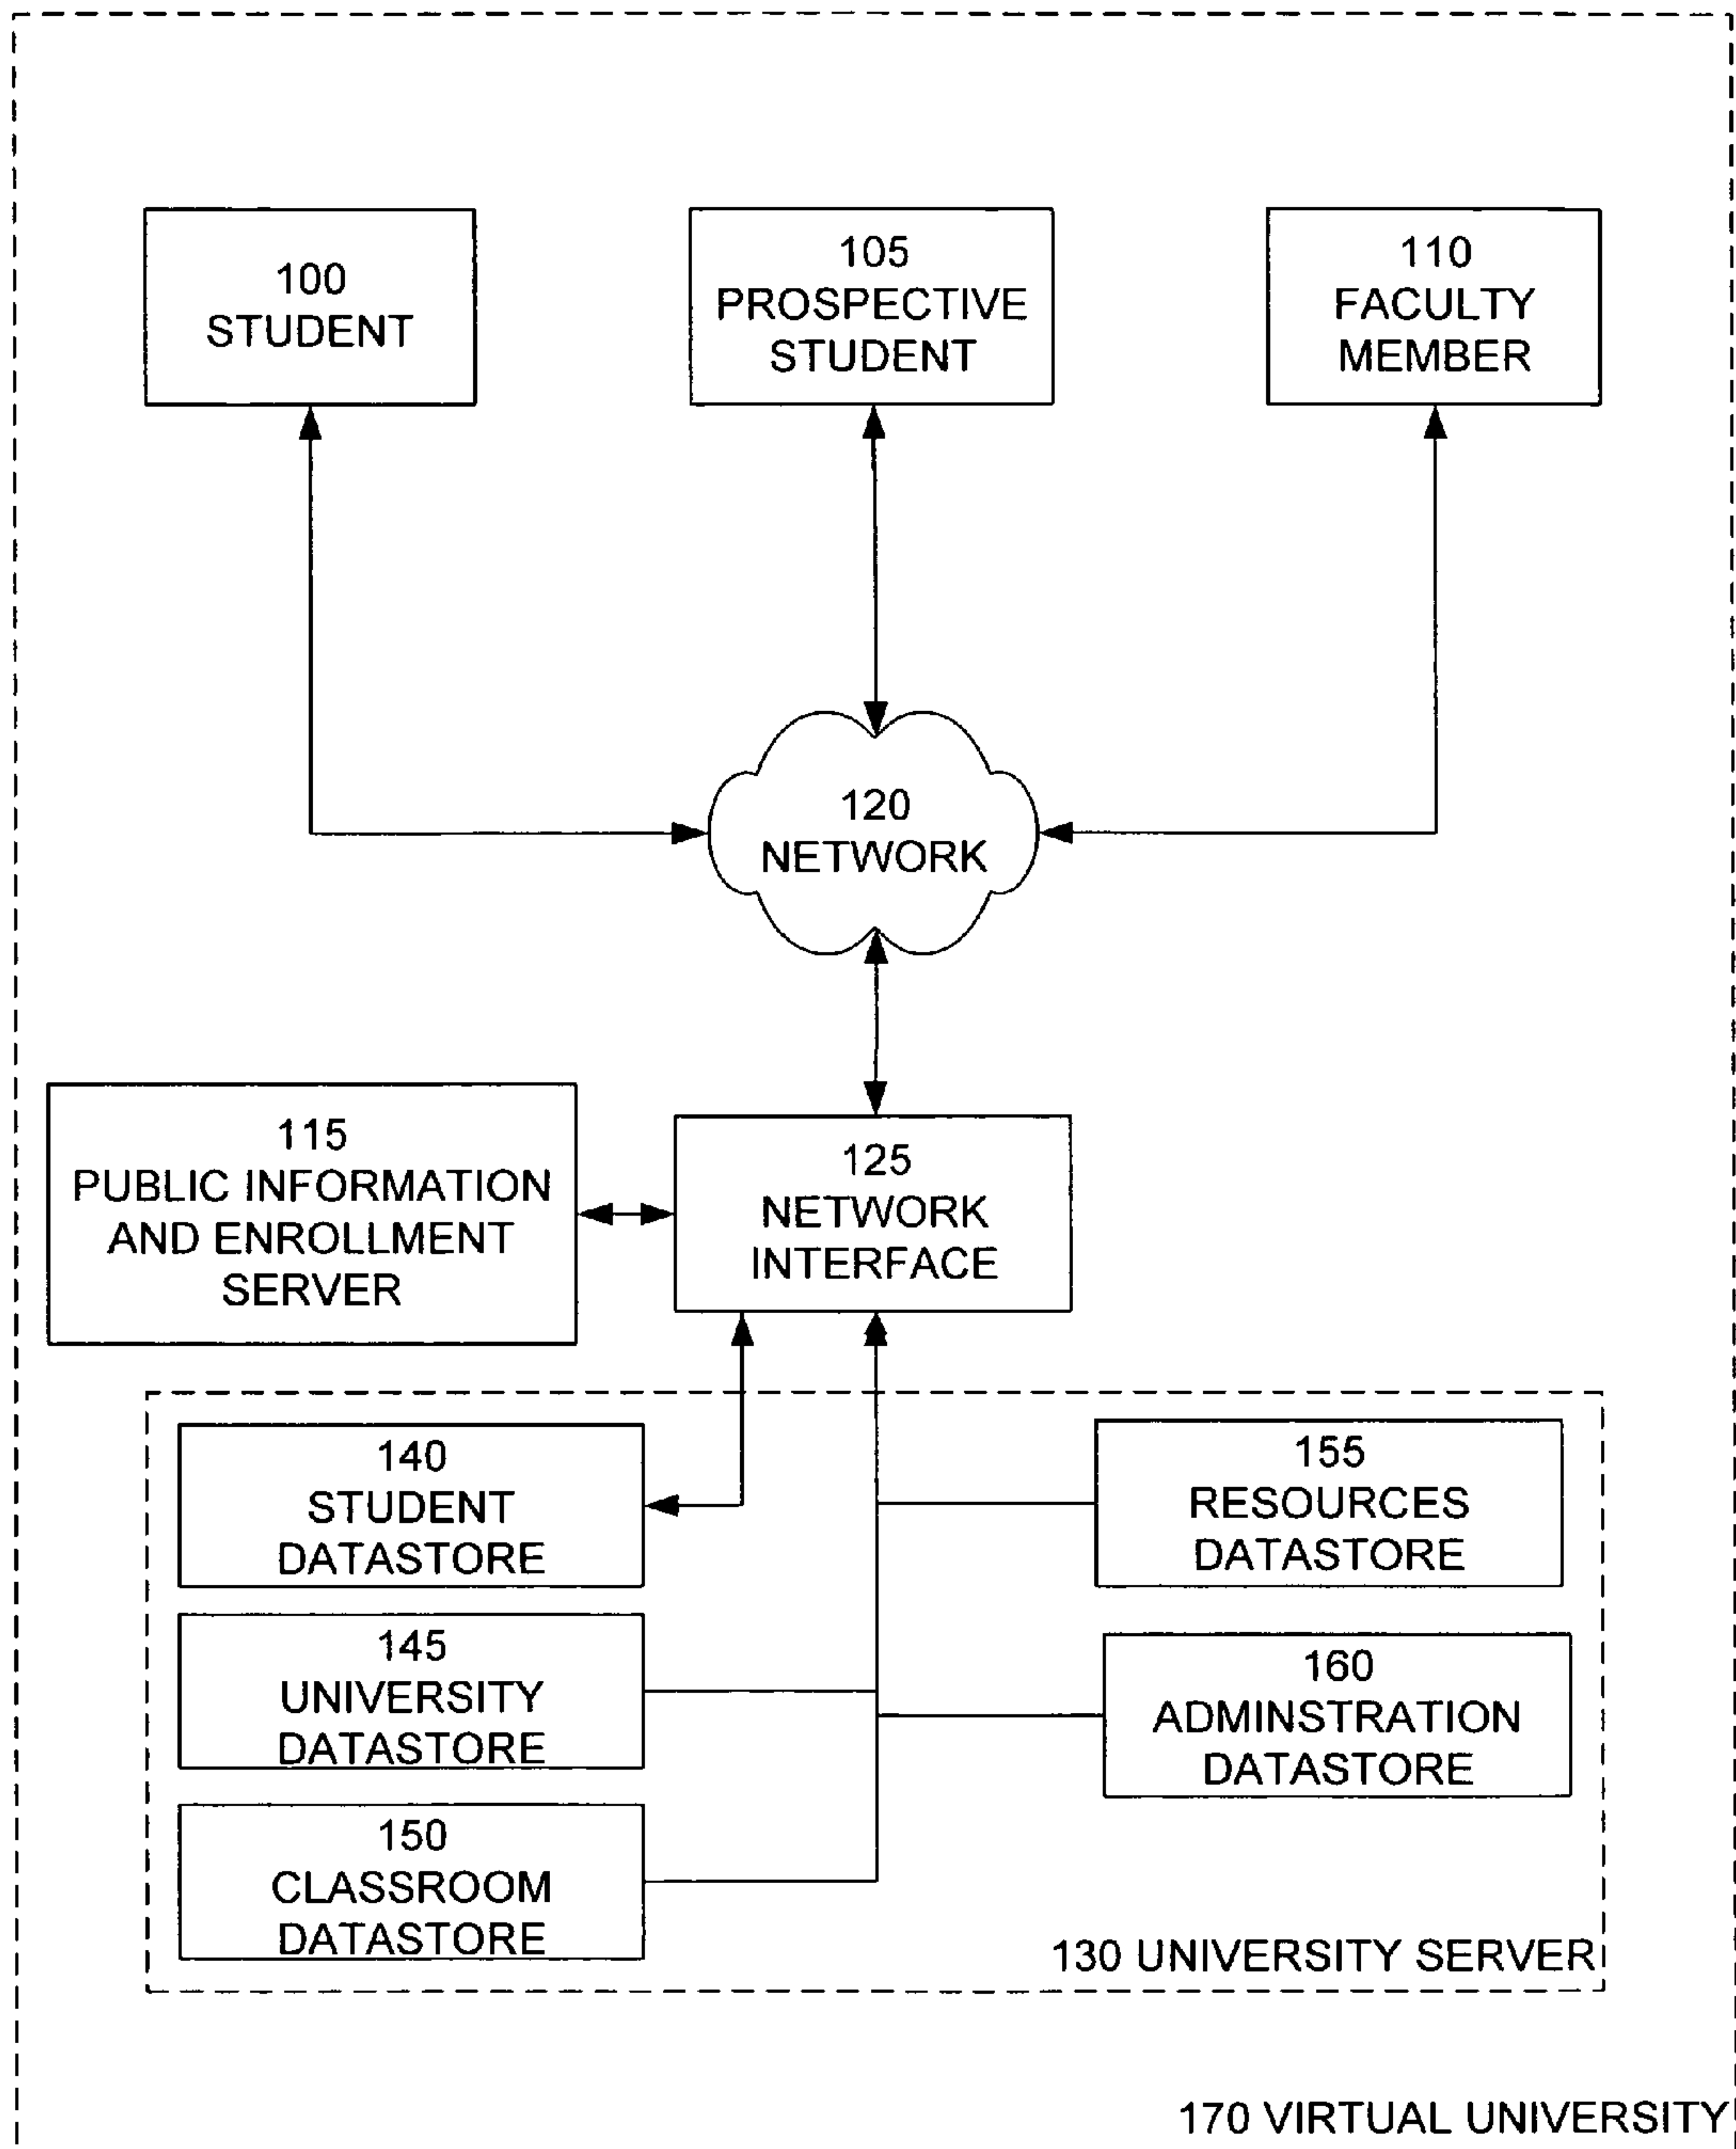 100
STUDENT
105
PROSPECTIVE
STUDENT
110
FACULTY
MEMBER
120
NETWORK
115
PUBLIC INFORMATION
AND ENROLLMENT
SERVER
125
NETWORK
INTERFACE
140
STUDENT
DATASTORE
155
RESOURCES
DATASTORE
145
UNIVERSITY
DATASTORE
160
ADMINSTRATION
DATASTORE
150
CLASSROOM
DATASTORE
130 UNIVERSITY SERVER
170 VIRTUAL UNIVERSITY